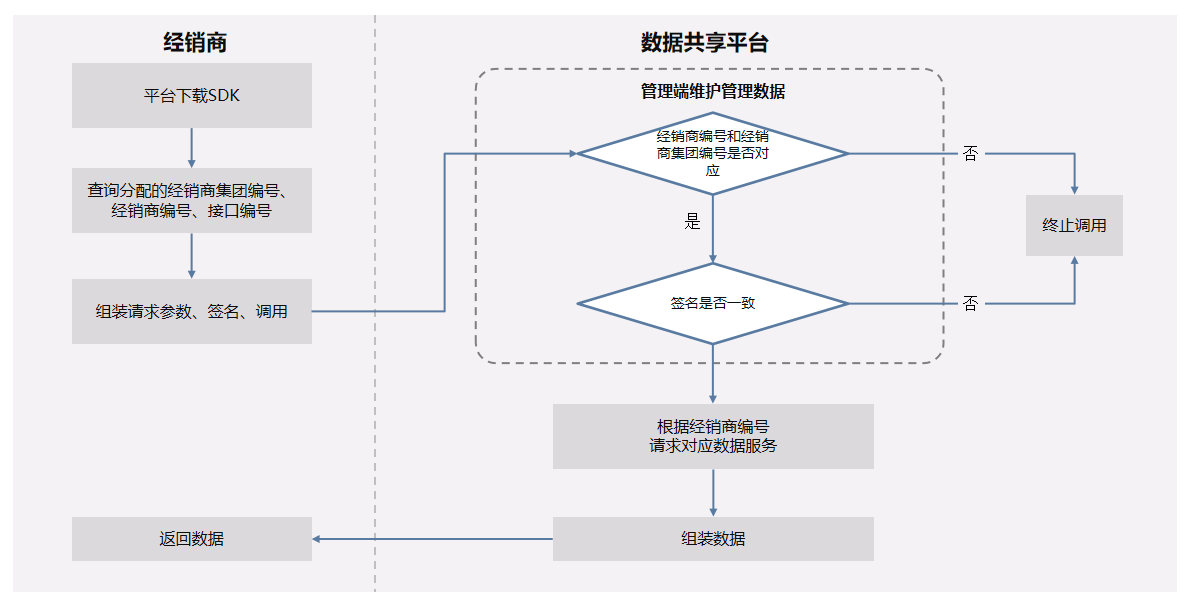 经销商
平台下载SDK
查询分配的经销商集团编号、
经销商编号、接口编号
组装请求参数、签名、调用
返回数据
数据共享平台
管理端维护管理数据
经销商编号和经销
商集团编号是否对
应
否
是
终止调用
签名是否一致
否
根据经销商编号
请求对应数据服务
组装数据